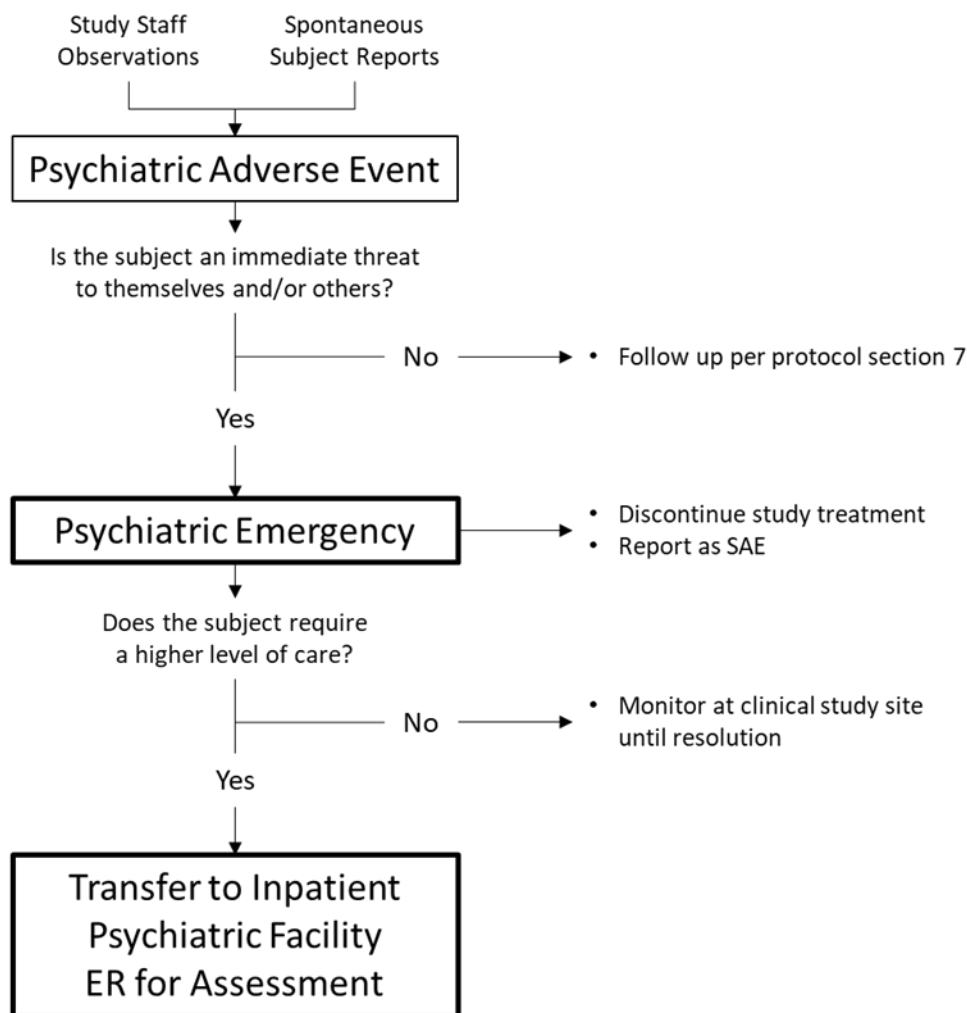 Study Staff
Observations
Spontaneous
Subject Reports
Psychiatric Adverse Event
Is the subject an immediate threat
to themselves and/or others?
No
• Follow up per protocol section 7
Yes
Psychiatric Emergency
• Discontinue study treatment
• Report as SAE
Does the subject require
a higher level of care?
No
• Monitor at clinical study site
until resolution
Yes
Transfer to Inpatient
Psychiatric Facility
ER for Assessment